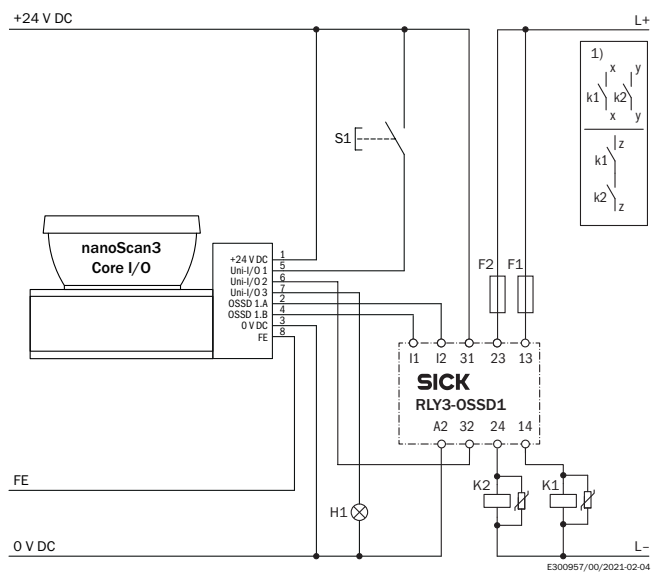 +24 V DC
L+
1)
x y
k1 k2
x y
z
k1
k2
z
S1
nanoScan3
Core I/O
+24 V DC 1
Uni-I/O 1 5
Uni-I/O 2 6
Uni-I/O 3 7
OSSD 1.A 2
OSSD 1.B 4
0 V DC 3
FE 8
F2 F1
I1 I2 31 23 13
SICK
RLY3-OSSD1
A2 32 24 14
FE
K2 K1
H1
0 V DC
L–
E300957/00/2021-02-04